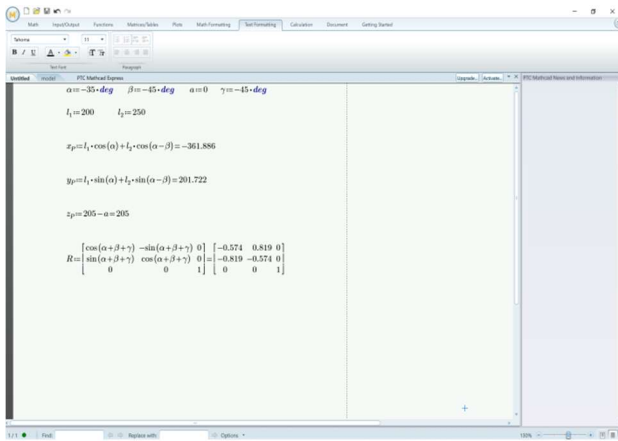 Math Input/Output Functions Matrices/Tables Plots Math Formatting Text Formatting Calculation Document Getting Started
Tahoma 11
B I U A
Text Font Paragraph
Untitled model PTC Mathcad Express Upgrade... Activate... PTC Mathcad News and Information
α:=−35•deg β:=−45•deg a:=0 γ:=−45•deg
l₁:=200 l₂:=250
x_P:=l₁•cos(α)+l₂•cos(α−β)=−361.886
y_P:=l₁•sin(α)+l₂•sin(α−β)=201.722
z_P:=205−a=205
R:=[cos(α+β+γ) −sin(α+β+γ) 0] [−0.574 0.819 0]
sin(α+β+γ) cos(α+β+γ) 0 = −0.819 −0.574 0
0 0 1 0 0 1
1 / 1 Find: Replace with: Options